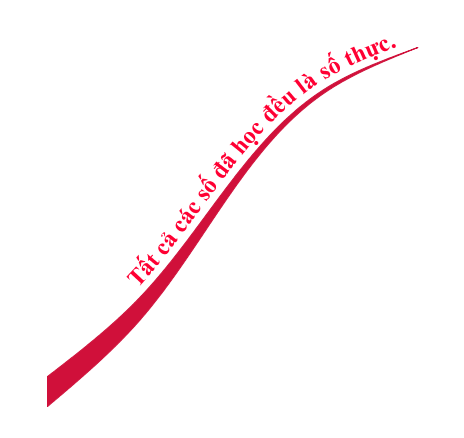 Tất cả các số đã học đều là số thực.